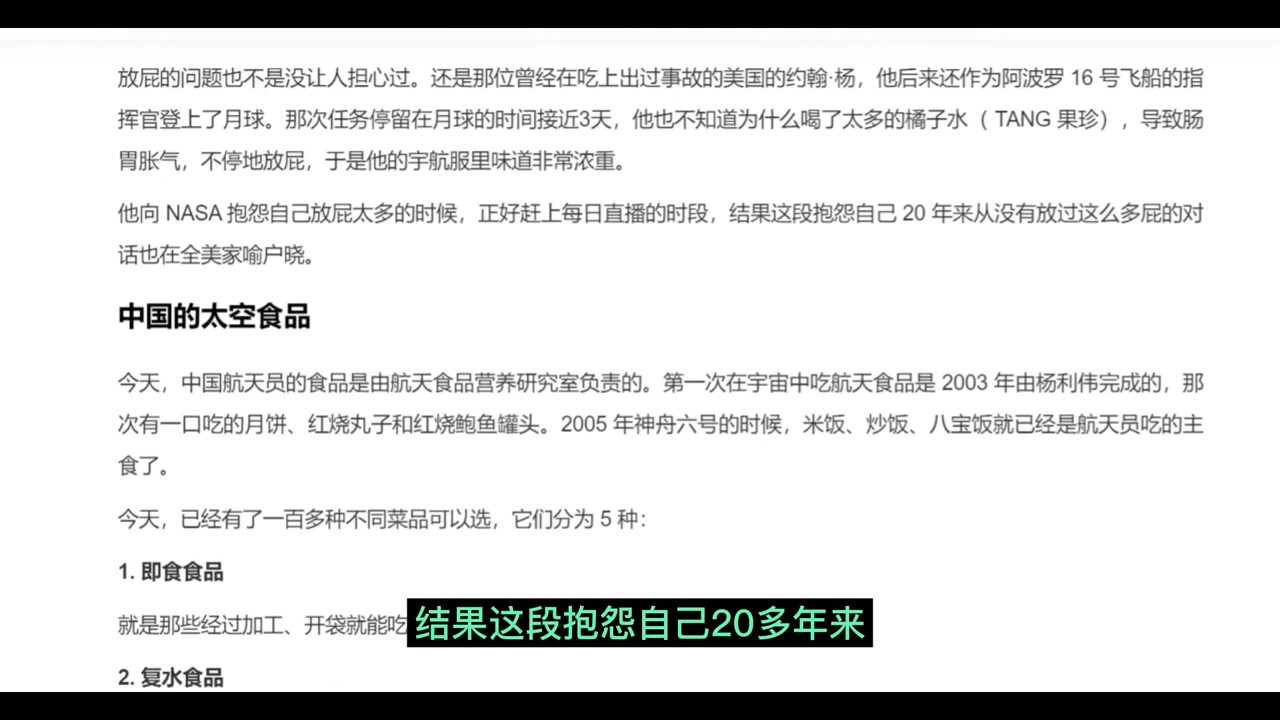 放屁的问题也不是没让人担心过。还是那位曾经在吃上出过事故的美国的约翰·杨，他后来还作为阿波罗 16 号飞船的指
挥官登上了月球。那次任务停留在月球的时间接近3天，他也不知道为什么喝了太多的橘子水（ TANG 果珍），导致肠
胃胀气，不停地放屁，于是他的宇航服里味道非常浓重。
他向 NASA 抱怨自己放屁太多的时候，正好赶上每日直播的时段，结果这段抱怨自己 20 年来从没有放过这么多屁的对
话也在全美家喻户晓。
中国的太空食品
今天，中国航天员的食品是由航天食品营养研究室负责的。第一次在宇宙中吃航天食品是 2003 年由杨利伟完成的，那
次有一口吃的月饼、红烧丸子和红烧鲍鱼罐头。2005 年神舟六号的时候，米饭、炒饭、八宝饭就已经是航天员吃的主
食了。
今天，已经有了一百多种不同菜品可以选，它们分为 5 种：
1. 即食食品
就是那些经过加工、开袋就能吃
结果这段抱怨自己20多年来
2. 复水食品